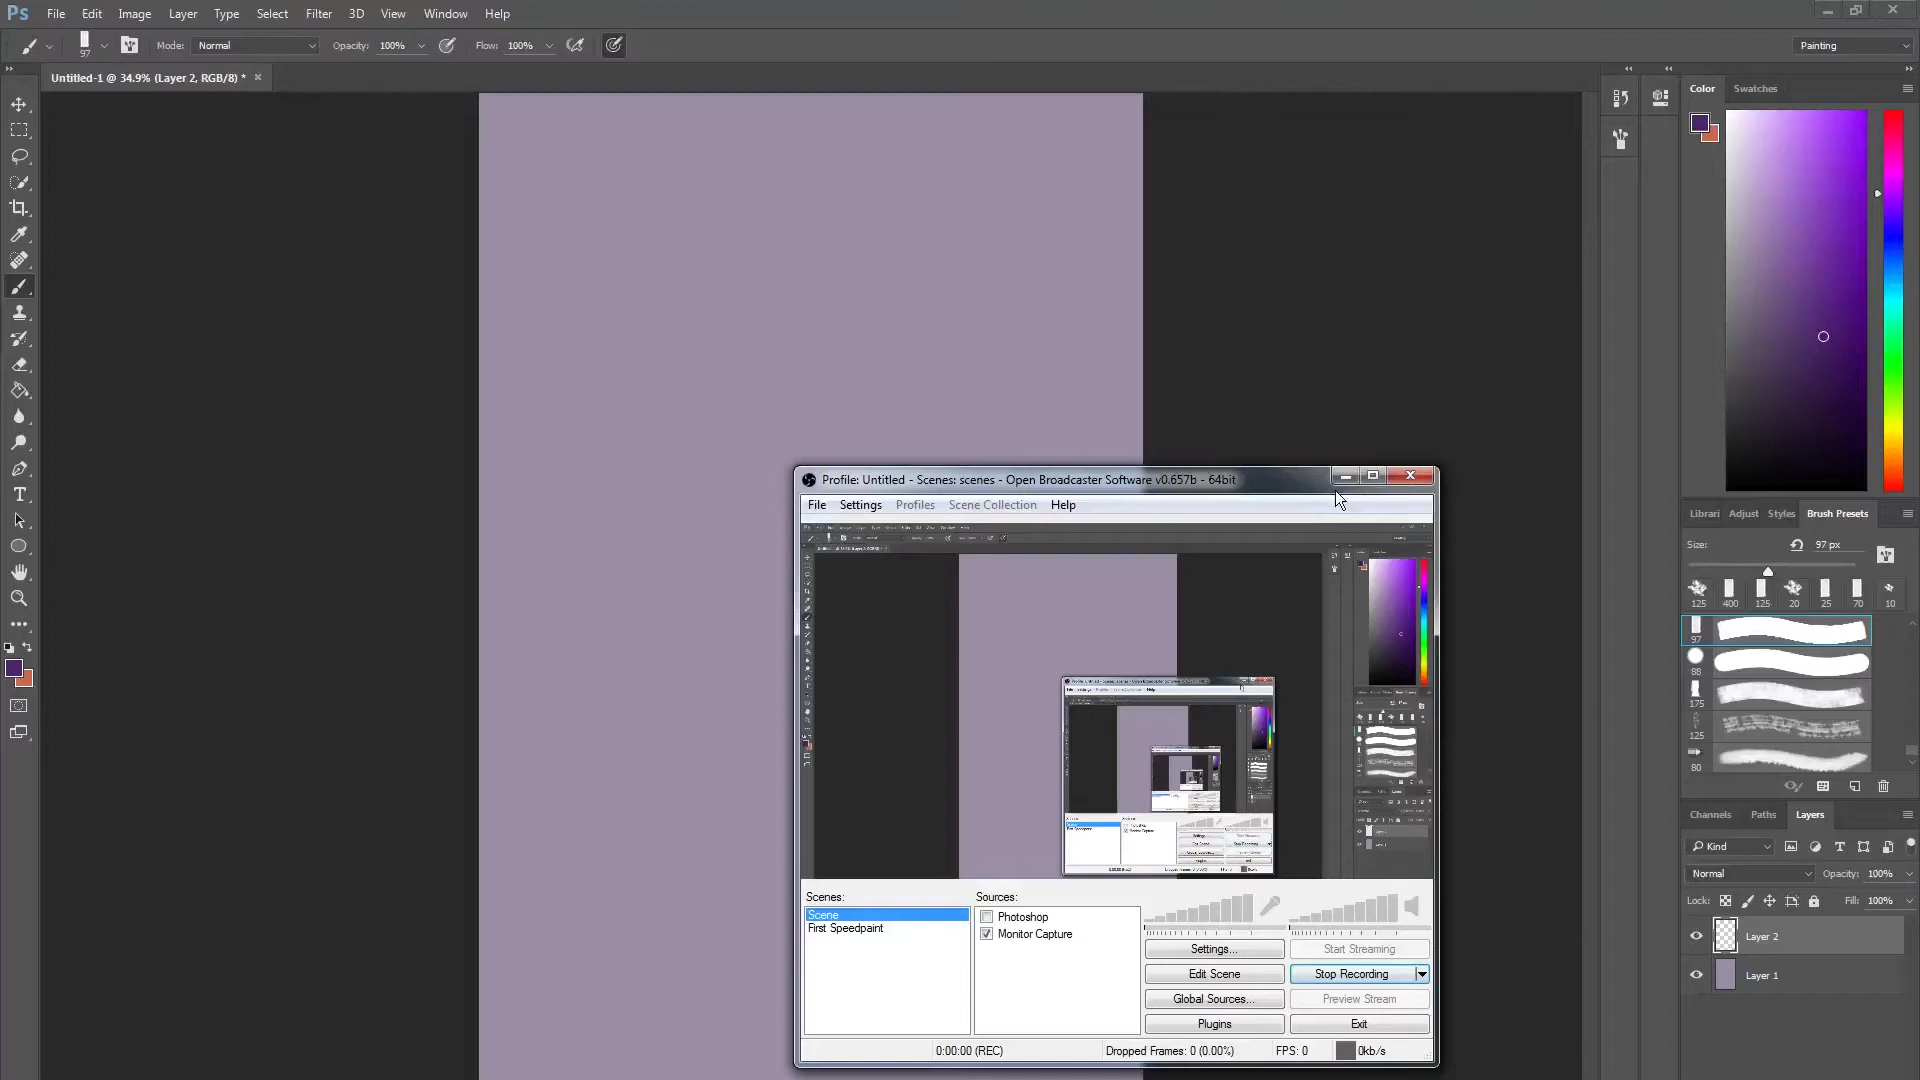 Ps File Edit Image Layer Type Select Filter 3D View Window Help
97 Mode: Normal Opacity: 100% Flow: 100% Painting
Untitled-1 @ 34.9% (Layer 2, RGB/8) * ×
Color Swatches
Profile: Untitled - Scenes: scenes - Open Broadcaster Software v0.657b - 64bit
File Settings Profiles Scene Collection Help
Scenes:
Scene
First Speedpaint
Sources:
Photoshop
Monitor Capture
Settings... Start Streaming
Edit Scene Stop Recording
Global Sources... Preview Stream
Plugins Exit
0:00:00 (REC) Dropped Frames: 0 (0.00%) FPS: 0 0kb/s
Librari Adjust Styles Brush Presets
Size: 97 px
125 400 125 20 25 70 10
97
88
175
125
80
Channels Paths Layers
Kind
Normal Opacity: 100%
Lock: Fill: 100%
Layer 2
Layer 1